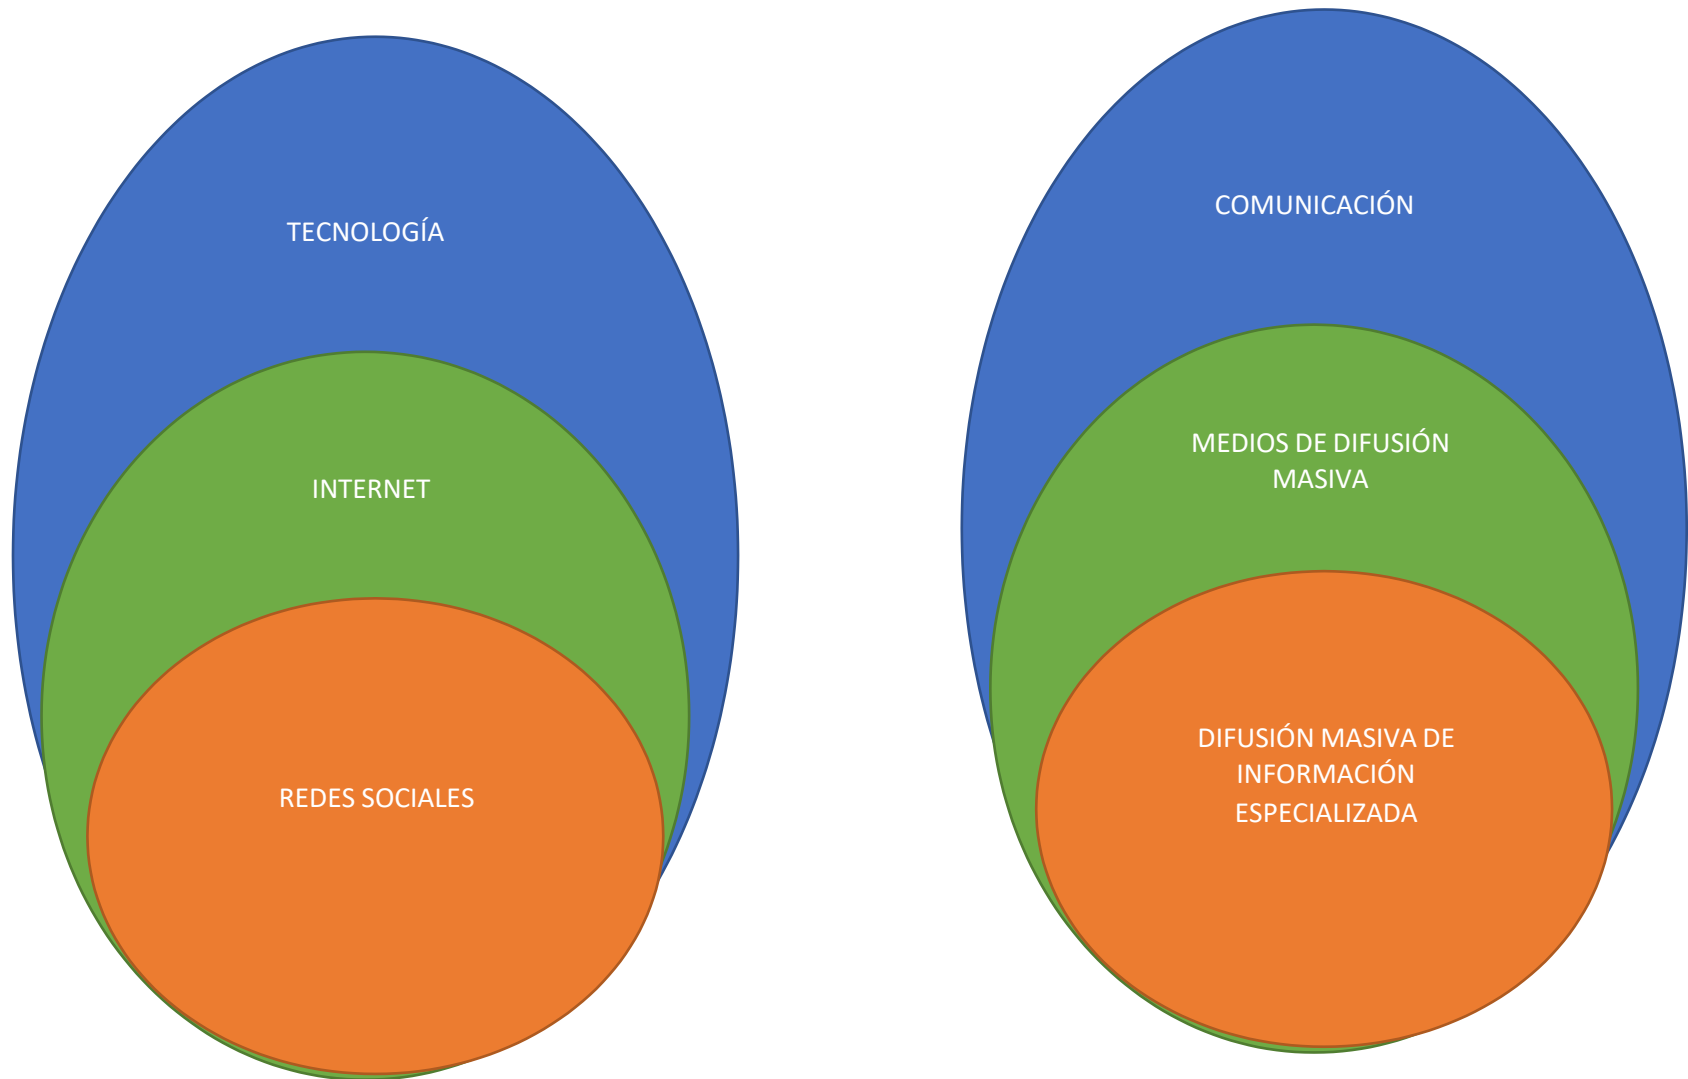 TECNOLOGÍA
INTERNET
REDES SOCIALES
COMUNICACIÓN
MEDIOS DE DIFUSIÓN
MASIVA
DIFUSIÓN MASIVA DE
INFORMACIÓN
ESPECIALIZADA